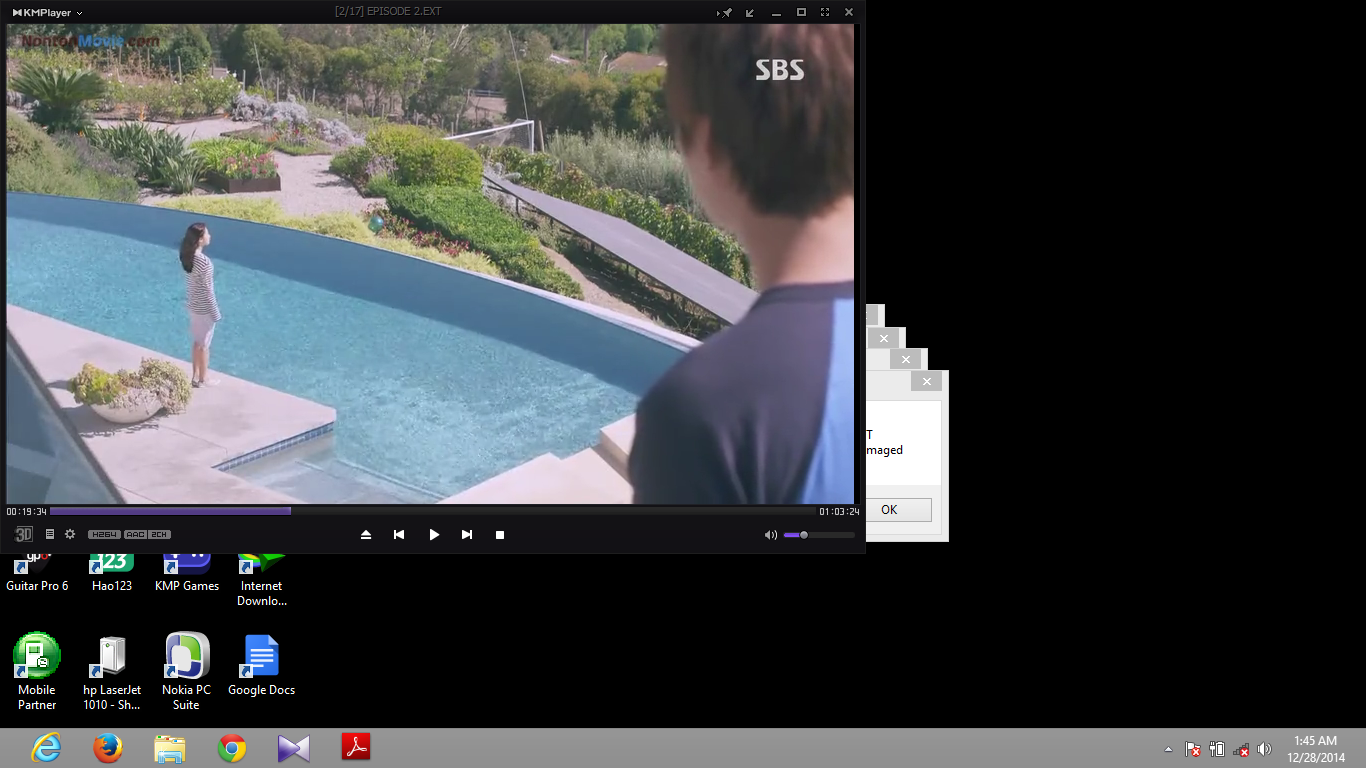 KMPlayer
[2/17] EPISODE 2.EXT
NontonMovie.com
SBS
T
maged
OK
00:19:34
01:03:24
3D
H264 AAC 2CH
Guitar Pro 6
Hao123
KMP Games
Internet
Downlo...
123
Mobile
Partner
hp LaserJet
1010 - Sh...
Nokia PC
Suite
Google Docs
1:45 AM
12/28/2014